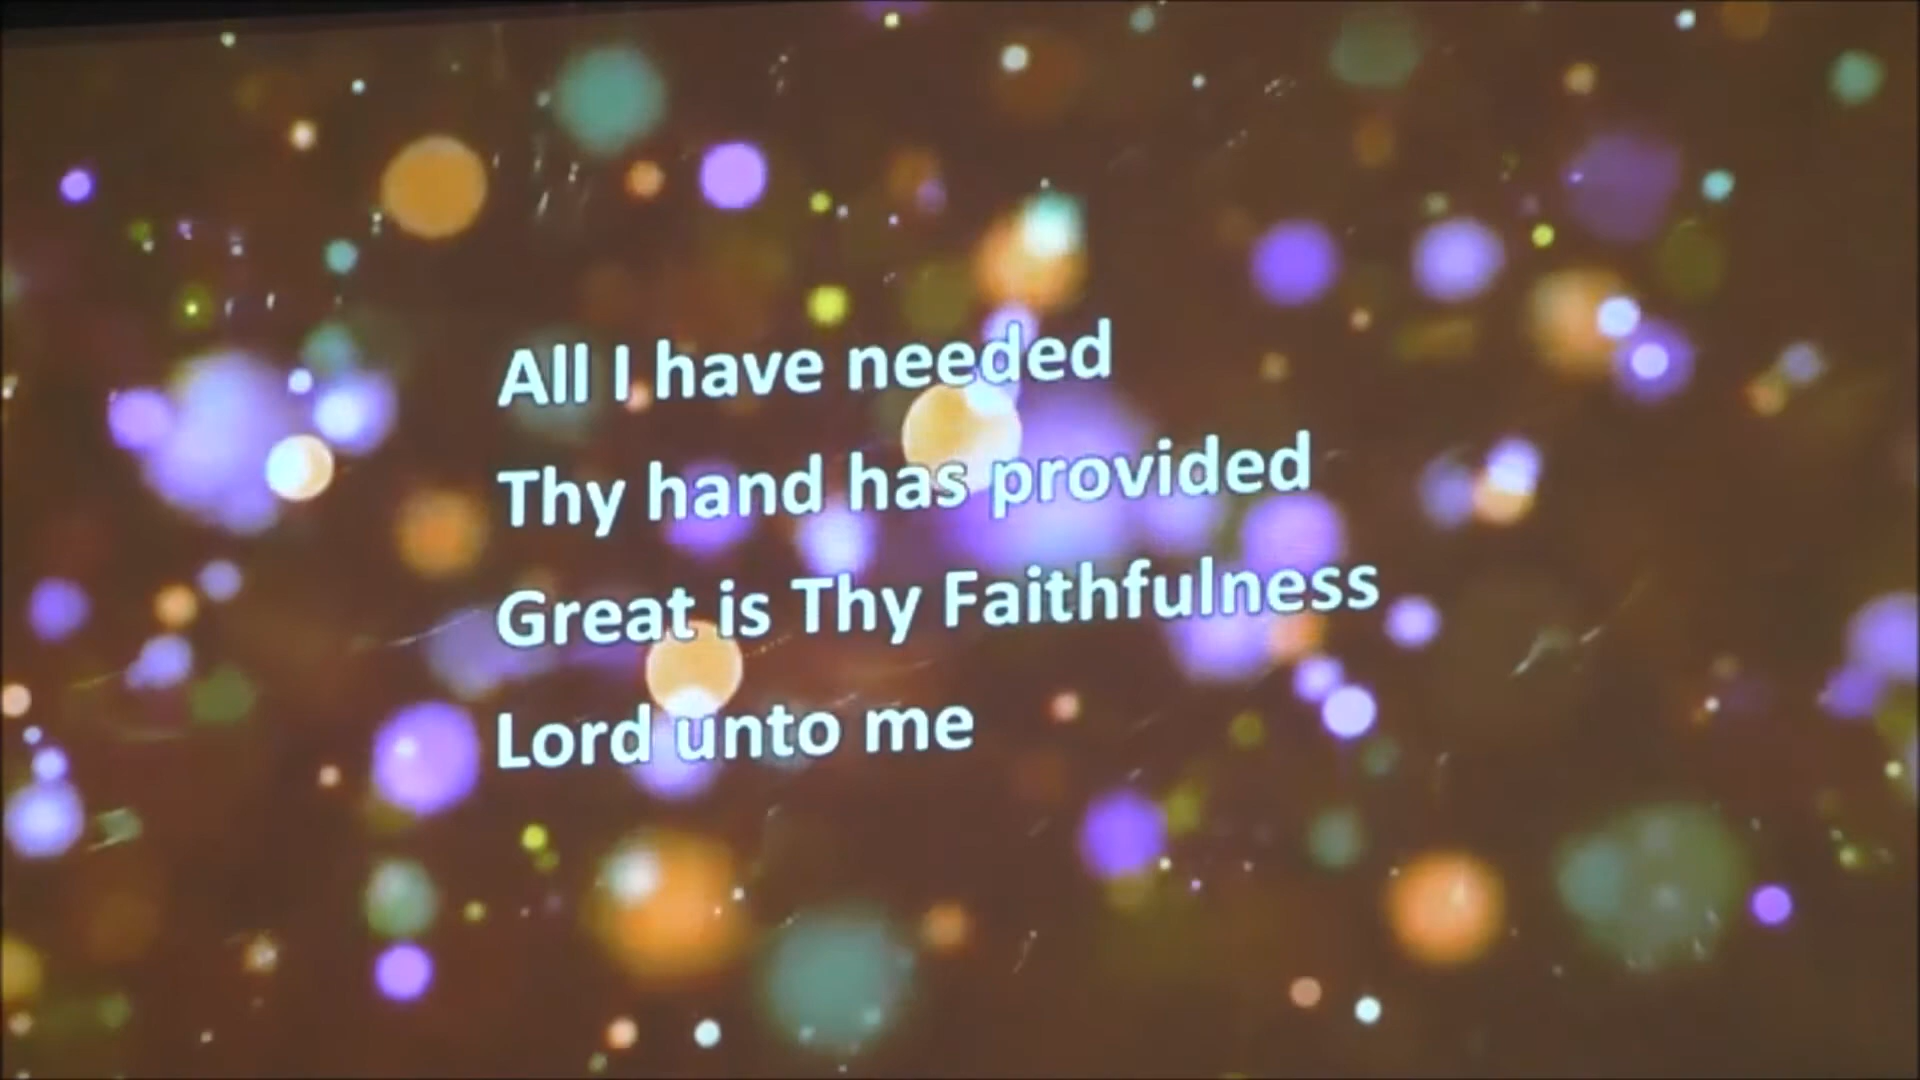 All I have needed
Thy hand has provided
Great is Thy Faithfulness
Lord unto me